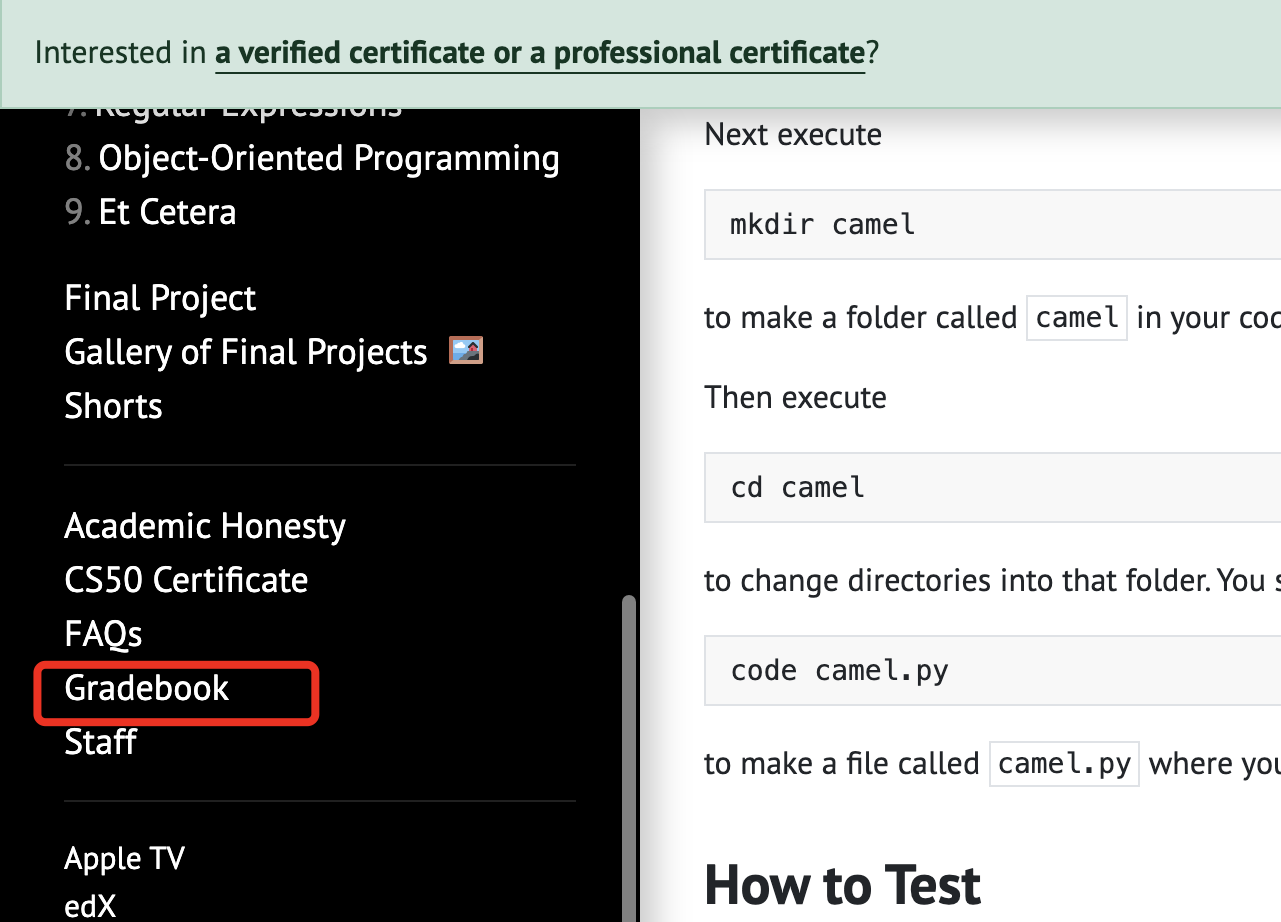 Interested in a verified certificate or a professional certificate?
7. Regular Expressions
8. Object-Oriented Programming
9. Et Cetera
Final Project
Gallery of Final Projects
Shorts
Academic Honesty
CS50 Certificate
FAQs
Gradebook
Staff
Apple TV
edX
Next execute
mkdir camel
to make a folder called camel in your
Then execute
cd camel
to change directories into that folder. You
code camel.py
to make a file called camel.py where
How to Test